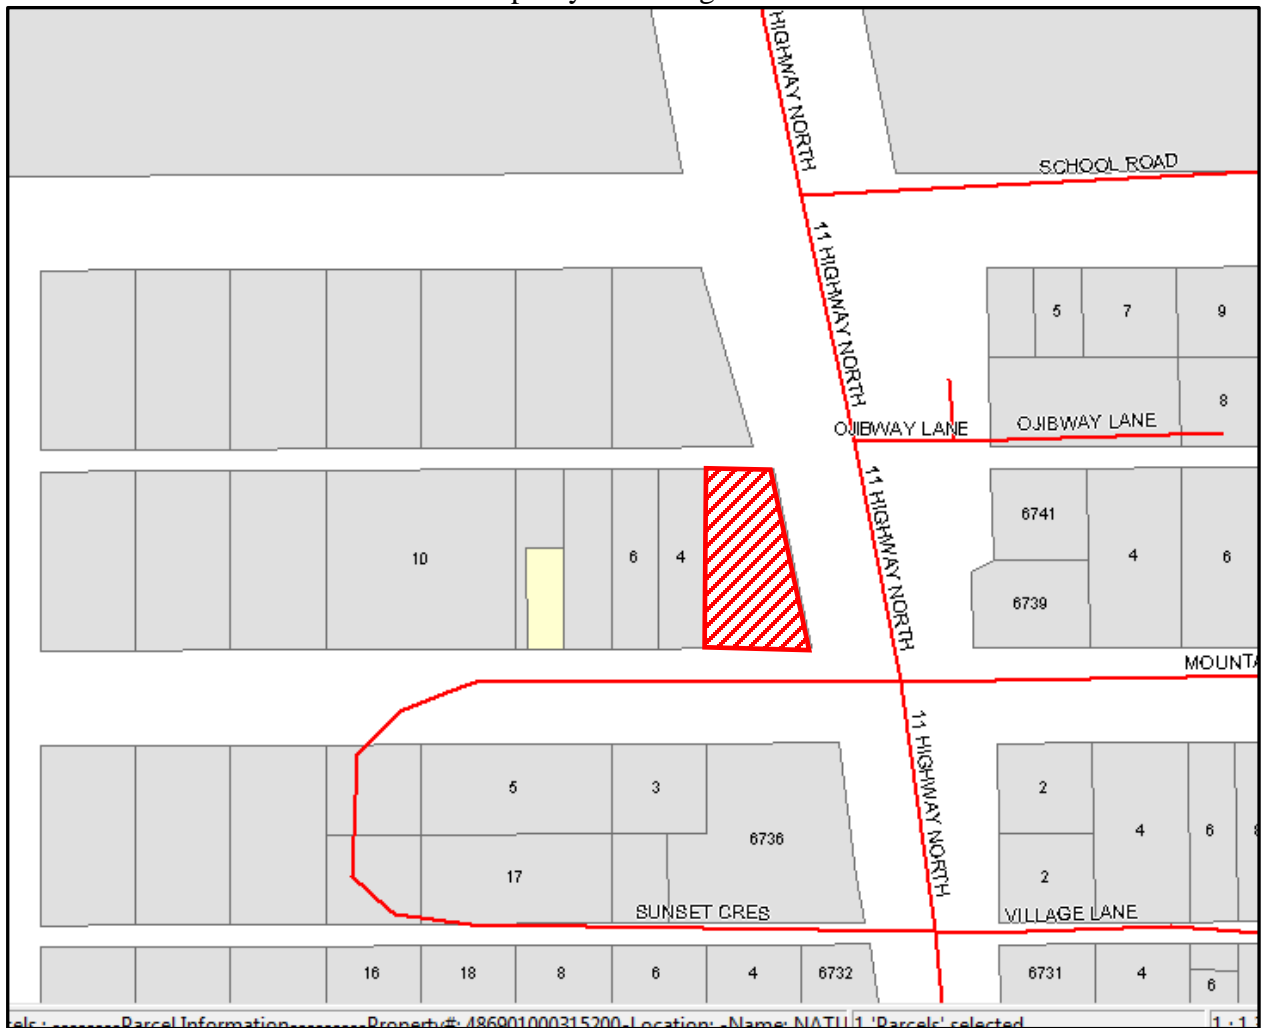 HIGHWAY NORTH
SCHOOL ROAD
11 HIGHWAY NORTH
5
7
9
8
OJIBWAY LANE
OJIBWAY LANE
11 HIGHWAY NORTH
10
6
4
6741
4
6
6739
MOUNTA
11 HIGHWAY NORTH
5
3
6736
2
4
6
8
17
2
SUNSET CRES
VILLAGE LANE
16
18
8
6
4
6732
6731
4
6
cels : --------Parcel Information---------Property#: 486901000315200-Location: -Name: NATU 1 'Parcels' selected